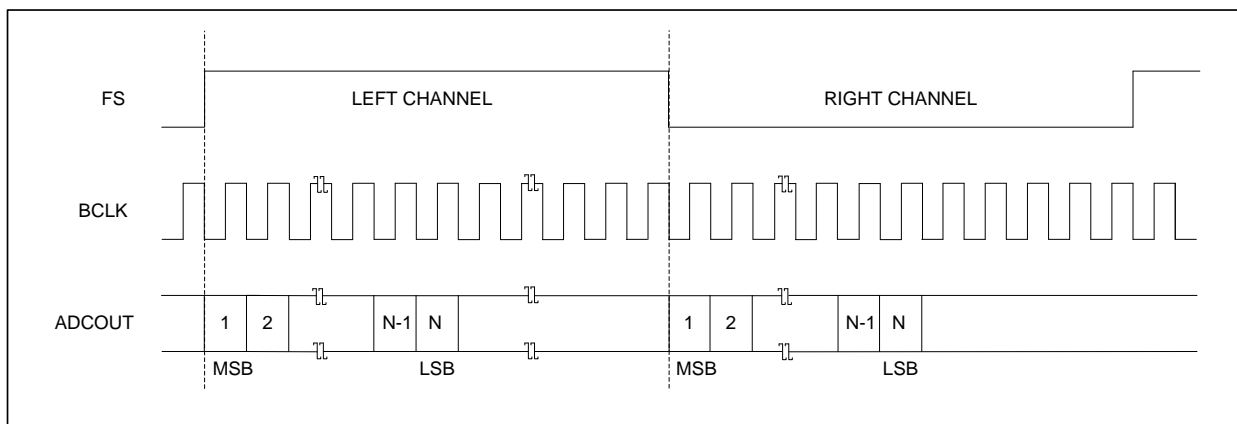 FS
LEFT CHANNEL
RIGHT CHANNEL
BCLK
ADCOUT
1 2 N-1 N 1 2 N-1 N
MSB LSB MSB LSB